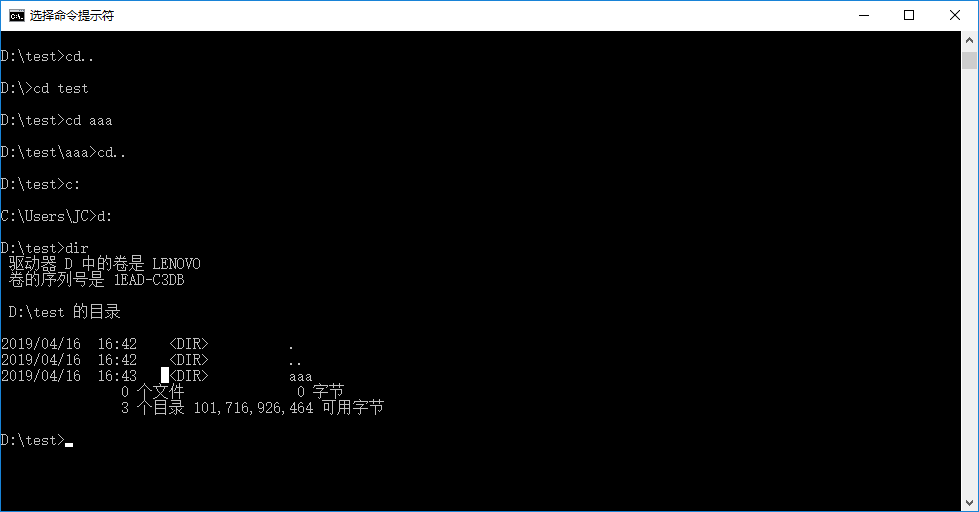 选择命令提示符
D:\test>cd..
D:\>cd test
D:\test>cd aaa
D:\test\aaa>cd..
D:\test>c:
C:\Users\JC>d:
D:\test>dir
驱动器 D 中的卷是 LENOVO
卷的序列号是 1EAD-C3DB
D:\test 的目录
2019/04/16  16:42    <DIR>          .
2019/04/16  16:42    <DIR>          ..
2019/04/16  16:43    <DIR>          aaa
0 个文件              0 字节
3 个目录 101,716,926,464 可用字节
D:\test>